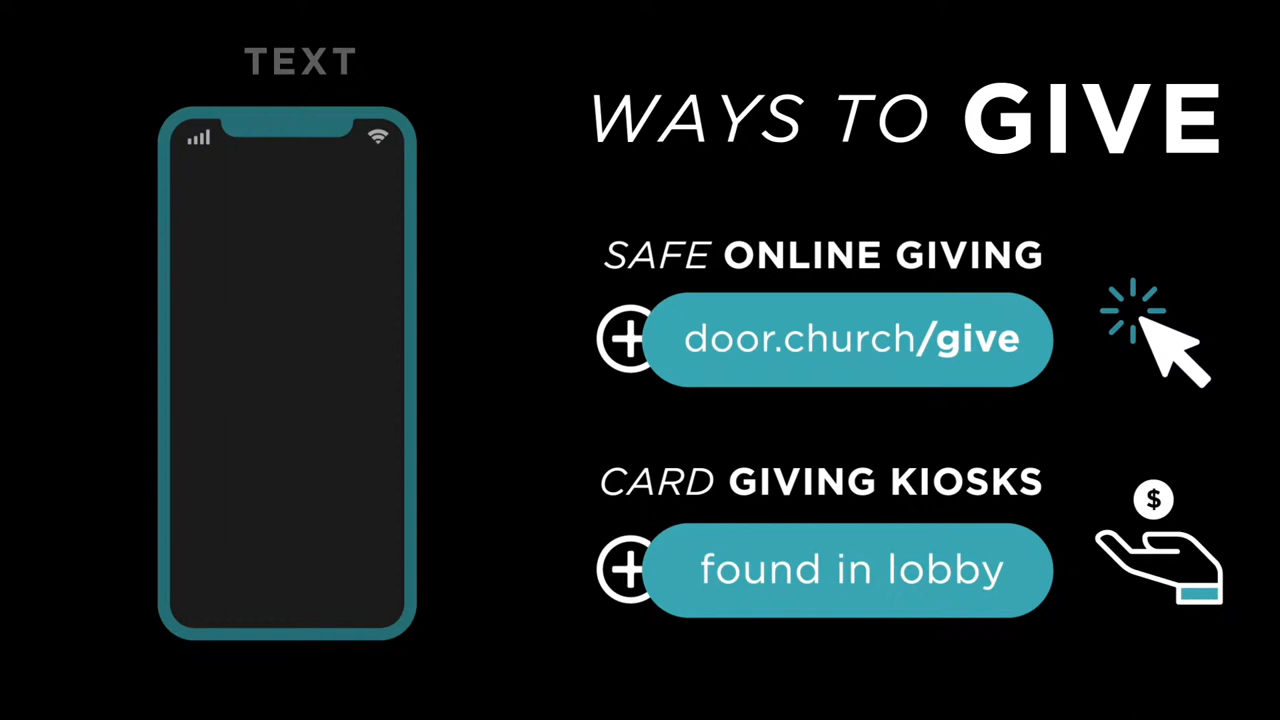 TEXT
WAYS TO GIVE
SAFE ONLINE GIVING
door.church/give
CARD GIVING KIOSKS
$
found in lobby